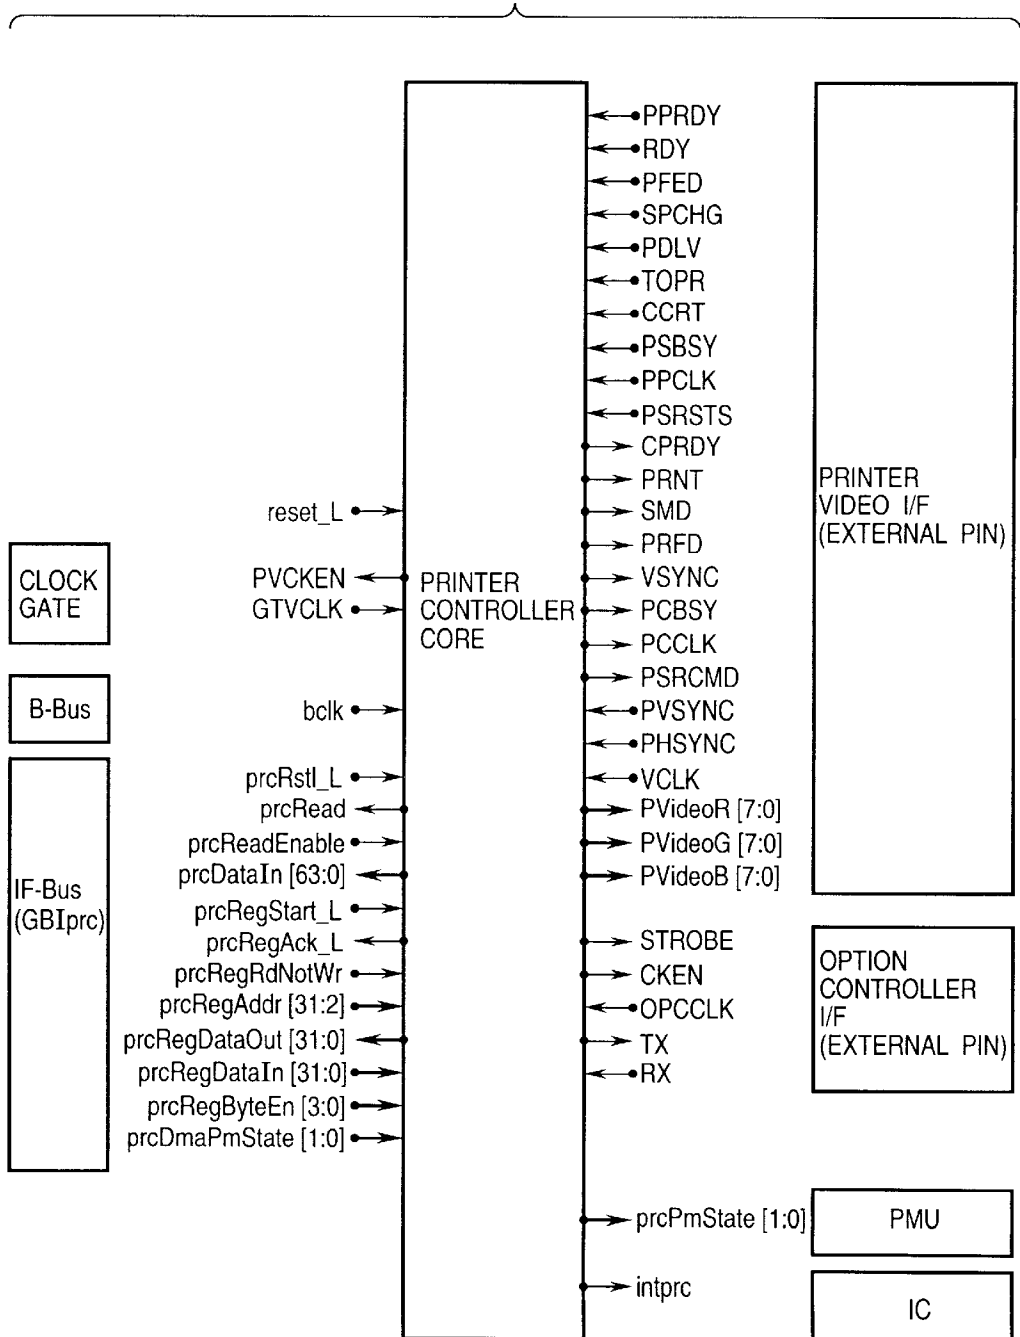 PPRDY
RDY
PFED
SPCHG
PDLV
TOPR
CCRT
PSBSY
PPCLK
PSRSTS
CPRDY
PRNT
SMD
PRFD
VSYNC
PCBSY
PCCLK
PSRCMD
PVSYNC
PHSYNC
VCLK
PVideoR [7:0]
PVideoG [7:0]
PVideoB [7:0]
PRINTER
VIDEO I/F
(EXTERNAL PIN)
reset_L
CLOCK
GATE
PVCKEN
GTVCLK
PRINTER
CONTROLLER
CORE
B-Bus
bclk
IF-Bus
(GBIprc)
prcRstI_L
prcRead
prcReadEnable
prcDataIn [63:0]
prcRegStart_L
prcRegAck_L
prcRegRdNotWr
prcRegAddr [31:2]
prcRegDataOut [31:0]
prcRegDataIn [31:0]
prcRegByteEn [3:0]
prcDmaPmState [1:0]
STROBE
CKEN
OPCCLK
TX
RX
OPTION
CONTROLLER
I/F
(EXTERNAL PIN)
prcPmState [1:0]
PMU
intprc
IC